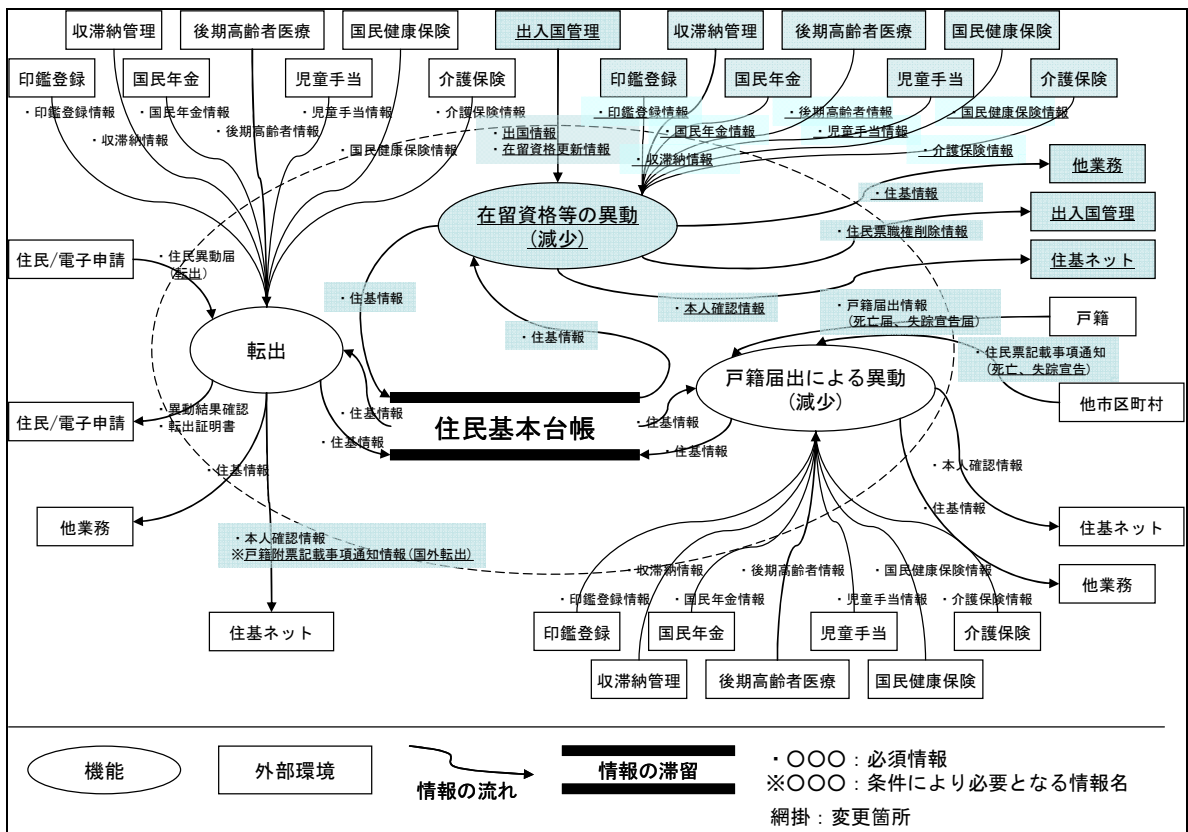 収滞納管理
後期高齢者医療
国民健康保険
出入国管理
収滞納管理
後期高齢者医療
国民健康保険
印鑑登録
国民年金
児童手当
介護保険
印鑑登録
国民年金
児童手当
介護保険
・印鑑登録情報
・国民年金情報
・児童手当情報
・介護保険情報
・収滞納情報
・後期高齢者情報
・国民健康保険情報
・出国情報
・在留資格更新情報
・印鑑登録情報
・後期高齢者情報
・国民健康保険情報
・国民年金情報
・児童手当情報
・収滞納情報
・介護保険情報
他業務
在留資格等の異動
(減少)
・住基情報
出入国管理
・住民票職権削除情報
住基ネット
・本人確認情報
住民/電子申請
・住民異動届
(転出)
・住基情報
・住基情報
・戸籍届出情報
(死亡届、失踪宣告届)
戸籍
転出
・住民票記載事項通知
(死亡、失踪宣告)
戸籍届出による異動
(減少)
他市区町村
住民/電子申請
・異動結果確認
・転出証明書
・住基情報
住民基本台帳
・住基情報
・住基情報
・住基情報
・住基情報
・本人確認情報
他業務
・本人確認情報
※戸籍附票記載事項通知情報(国外転出)
・住基情報
住基ネット
・収滞納情報
・後期高齢者情報
・国民健康保険情報
他業務
・印鑑登録情報
・国民年金情報
・児童手当情報
・介護保険情報
住基ネット
印鑑登録
国民年金
児童手当
介護保険
収滞納管理
後期高齢者医療
国民健康保険
機能
外部環境
情報の流れ
情報の滞留
・〇〇〇：必須情報
※〇〇〇：条件により必要となる情報名
網掛：変更箇所